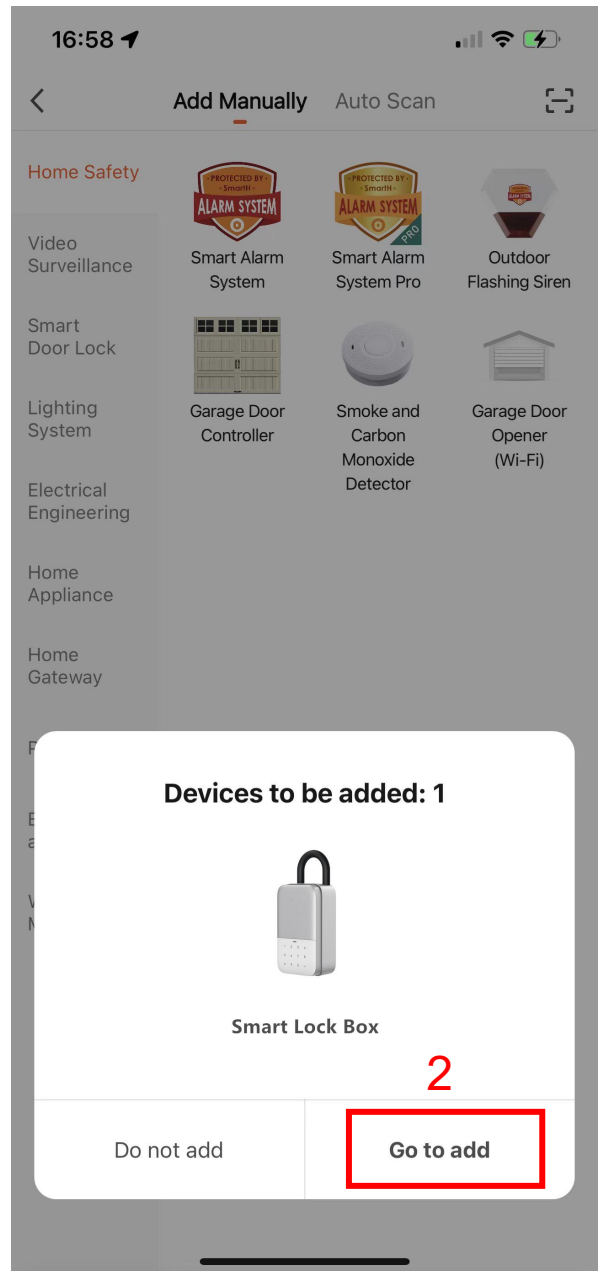 16:58
Add Manually
Auto Scan
Home Safety
Video
Surveillance
Smart
Door Lock
Lighting
System
Electrical
Engineering
Home
Appliance
Home
Gateway
PROTECTED BY
SmartH
ALARM SYSTEM
Smart Alarm
System
PROTECTED BY
SmartH
ALARM SYSTEM
PRO
Smart Alarm
System Pro
ALARM SYSTEM
Outdoor
Flashing Siren
Garage Door
Controller
Smoke and
Carbon
Monoxide
Detector
Garage Door
Opener
(Wi-Fi)
Devices to be added: 1
Smart Lock Box
2
Do not add
Go to add